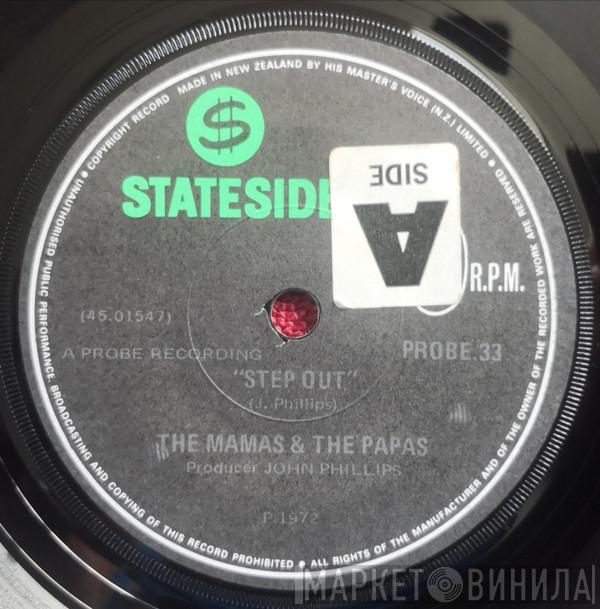 UNAUTHORISED PUBLIC PERFORMANCE, BROADCASTING AND COPYING OF THIS RECORD PROHIBITED • ALL RIGHTS OF THE MANUFACTURER AND OF THE OWNER OF THE RECORDED WORK ARE RESERVED
• COPYRIGHT RECORD MADE IN NEW ZEALAND BY HIS MASTER'S VOICE (N.Z.) LIMITED •
$
STATESIDE
A
SIDE
R.P.M.
(45.01547)
A PROBE RECORDING
PROBE.33
"STEP OUT"
(J. Phillips)
THE MAMAS & THE PAPAS
Producer JOHN PHILLIPS
P.1972
МАРКЕТ ВИНИЛА